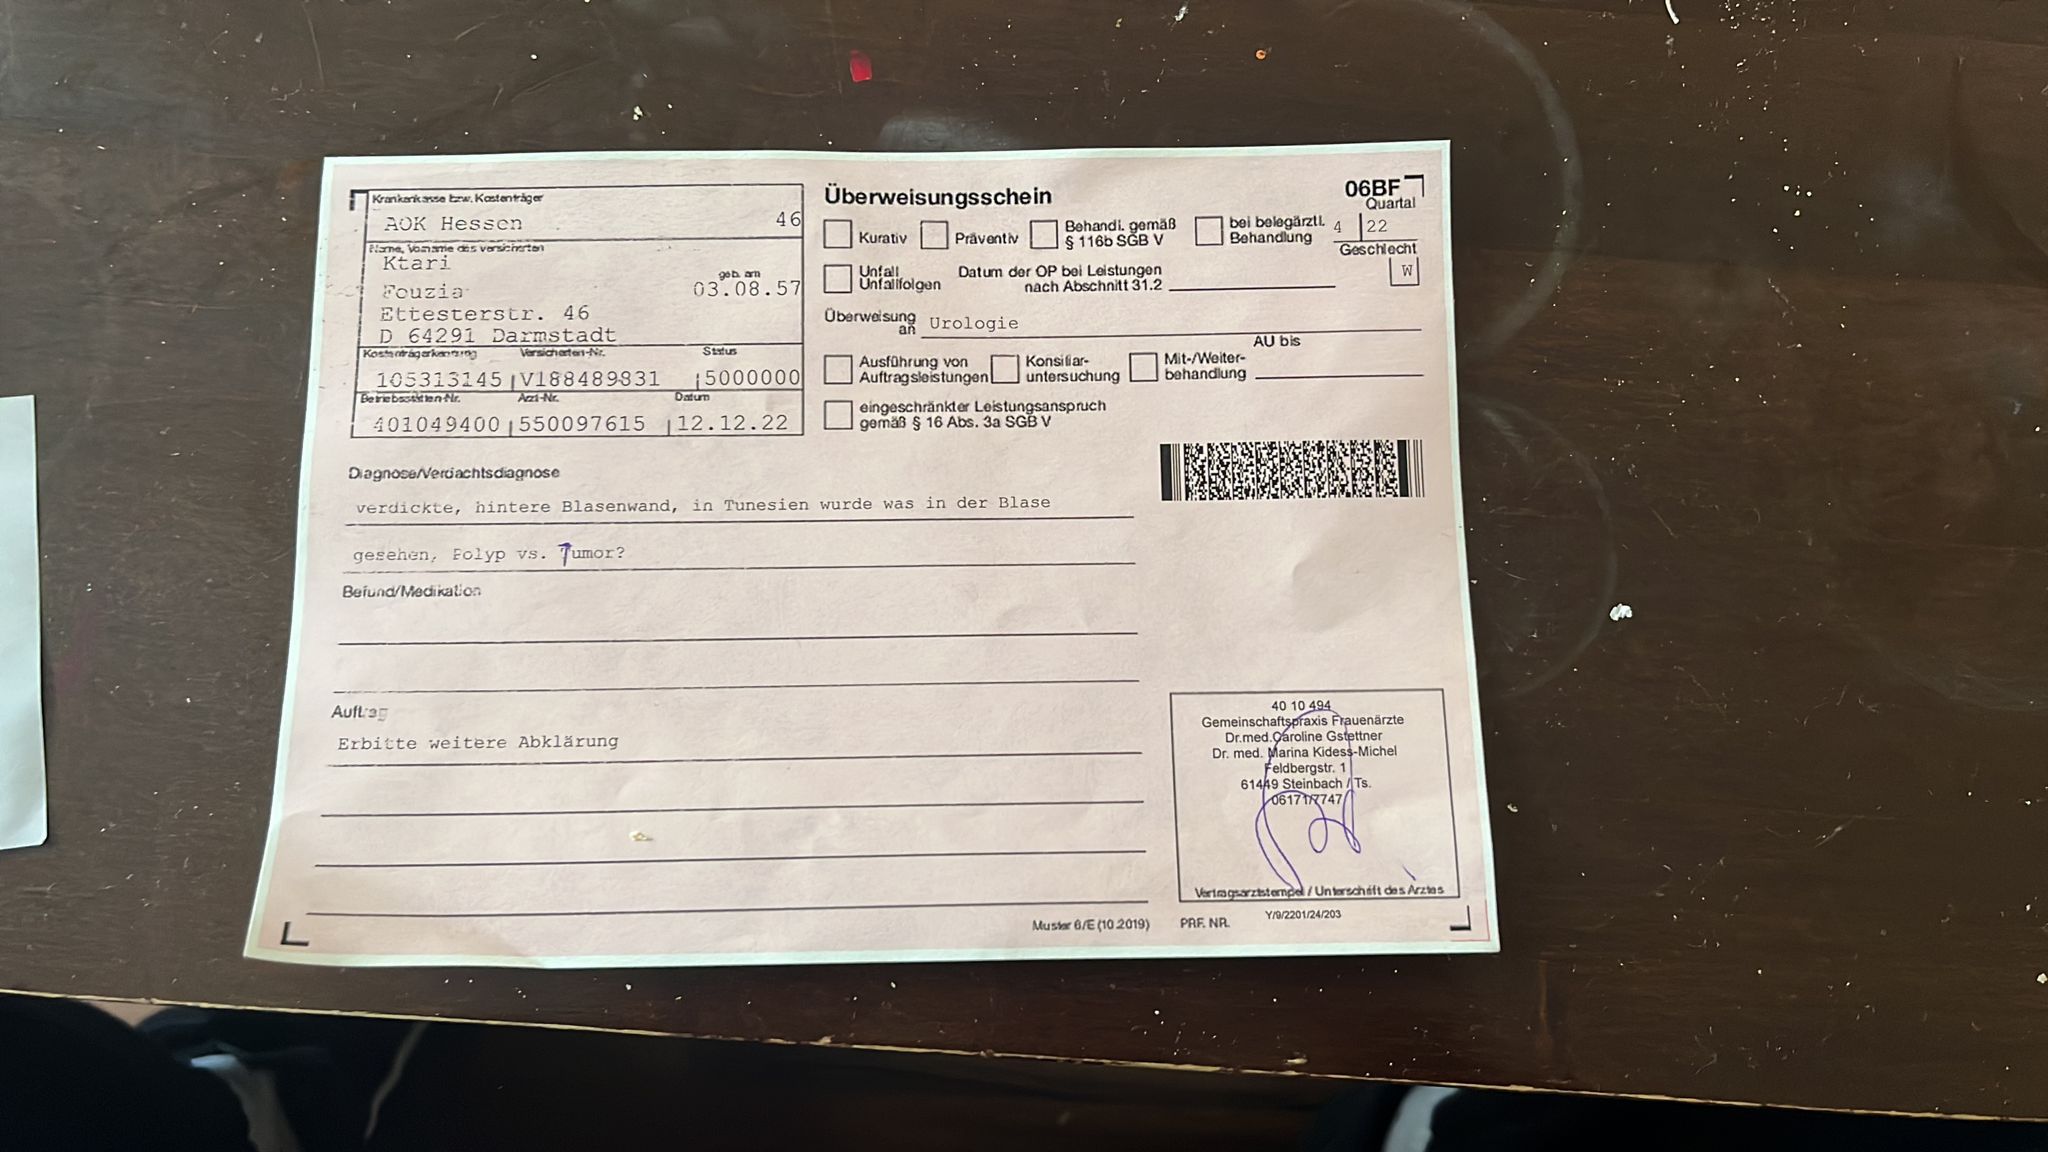 Krankenkasse bzw. Kostenträger
AOK Hessen 46
Name, Vorname des Versicherten
Ktari
geb. am
Fouzia 03.08.57
Ettesterstr. 46
D 64291 Darmstadt
Kostenträgerkennung Versicherten-Nr. Status
105313145 V188489831 5000000
Betriebsstätten-Nr. Arzt-Nr. Datum
401049400 550097615 12.12.22
Überweisungsschein
06BF
Quartal
Kurativ Präventiv
Behandl. gemäß
§ 116b SGB V
bei belegärztl.
Behandlung
4 22
Geschlecht
W
Unfall
Unfallfolgen
Datum der OP bei Leistungen
nach Abschnitt 31.2
Überweisung
an Urologie
AU bis
Ausführung von
Auftragsleistungen
Konsiliar-
untersuchung
Mit-/Weiter-
behandlung
eingeschränkter Leistungsanspruch
gemäß § 16 Abs. 3a SGB V
Diagnose/Verdachtsdiagnose
verdickte, hintere Blasenwand, in Tunesien wurde was in der Blase
gesehen, Polyp vs. Tumor?
Befund/Medikation
Auftrag
Erbitte weitere Abklärung
40 10 494
Gemeinschaftspraxis Frauenärzte
Dr.med.Caroline Gstettner
Dr. med. Marina Kidess-Michel
Feldbergstr. 1
61449 Steinbach / Ts.
06171/7747
Vertragsarztstempel / Unterschrift des Arztes
Muster 6/E (10.2019)
PRF. NR. Y/9/2201/24/203